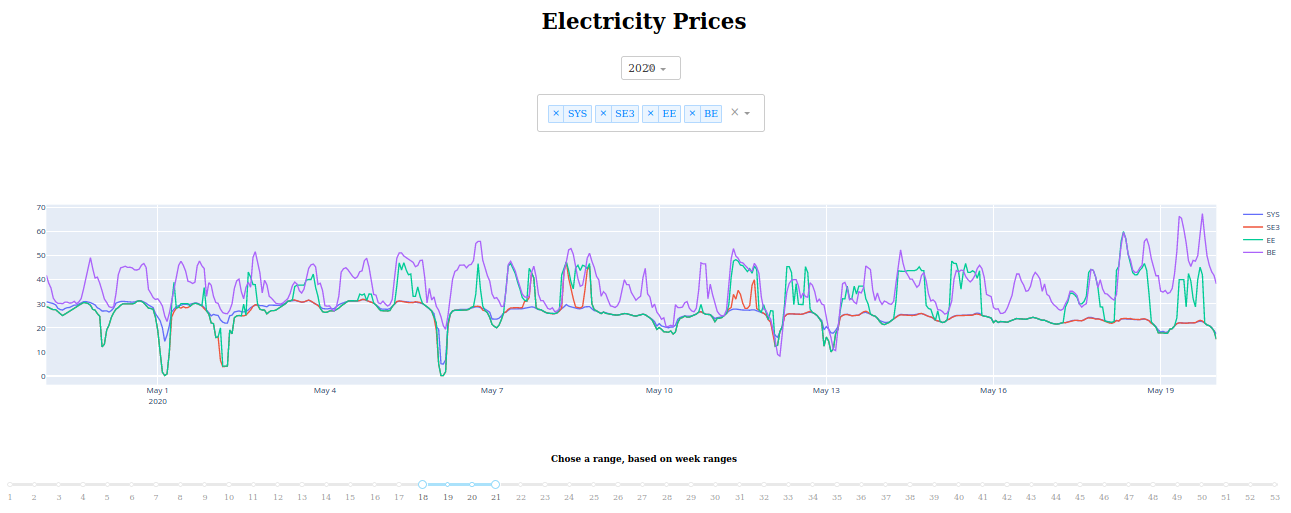 Electricity Prices
2020
× SYS × SE3 × EE × BE ×
70
60
50
40
30
20
10
0
May 1 May 4 May 7 May 10 May 13 May 16 May 19
2020
SYS
SE3
EE
BE
Chose a range, based on week ranges
1 2 3 4 5 6 7 8 9 10 11 12 13 14 15 16 17 18 19 20 21 22 23 24 25 26 27 28 29 30 31 32 33 34 35 36 37 38 39 40 41 42 43 44 45 46 47 48 49 50 51 52 53